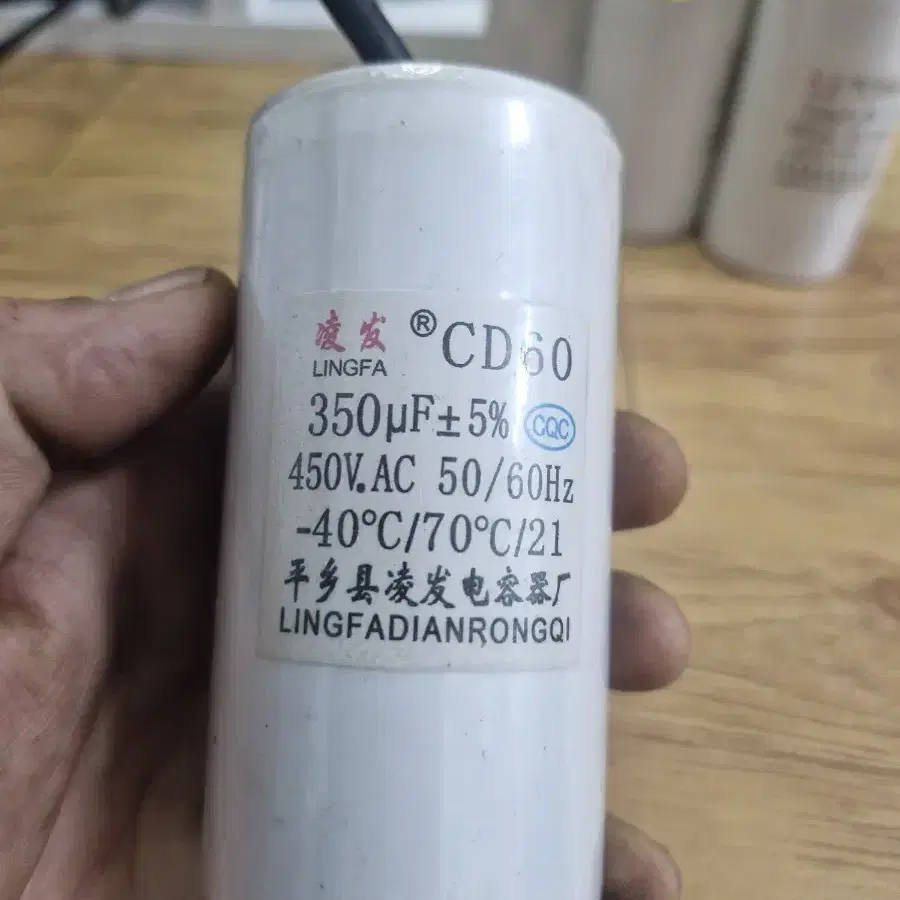 凌发 ® CD60
LINGFA
350μF±5% CQC
450V.AC 50/60Hz
-40℃/70℃/21
平乡县凌发电容器厂
LINGFADIANRONGQI